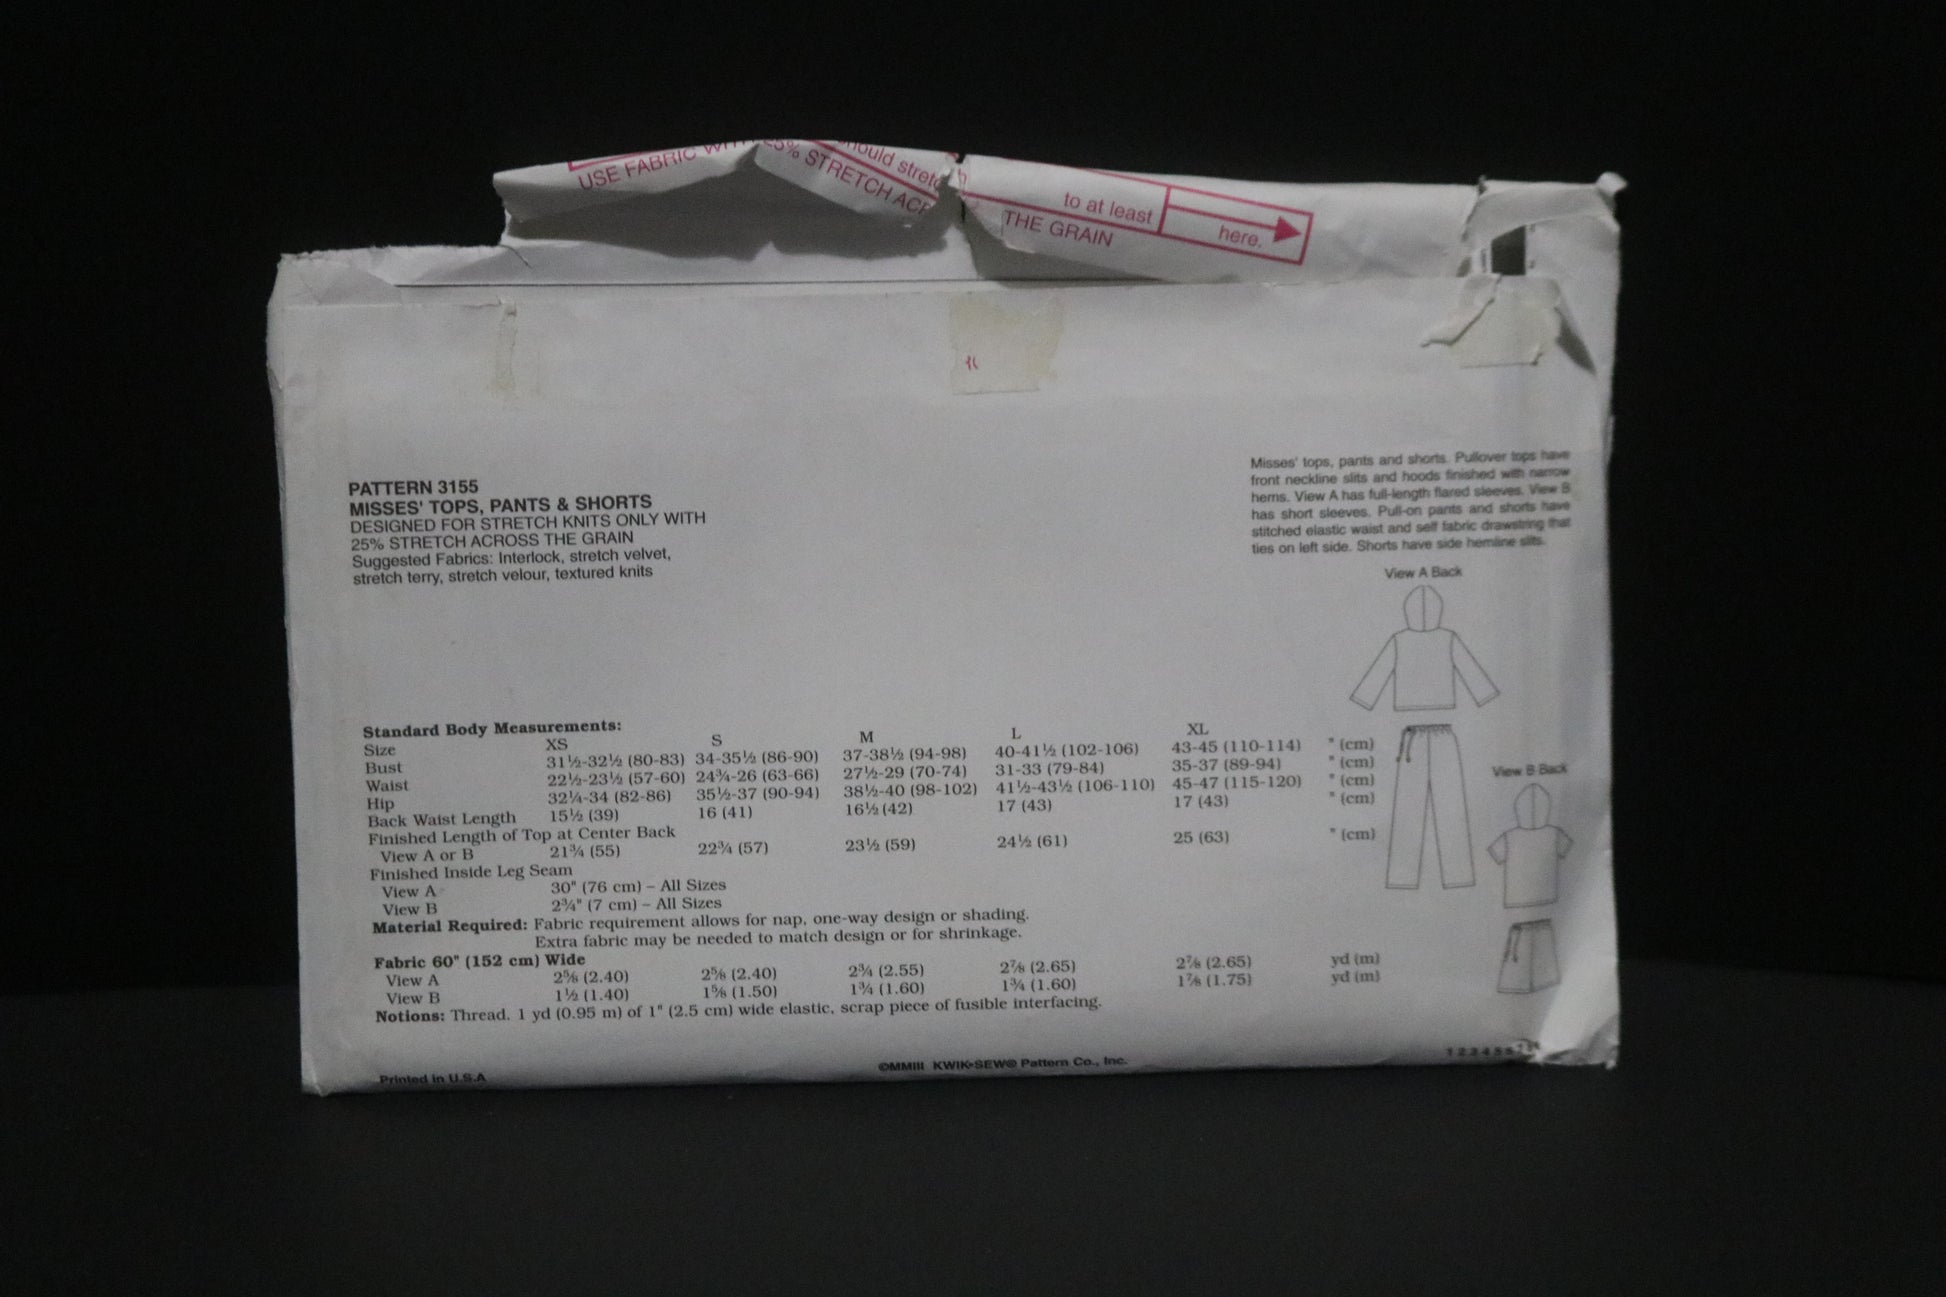 USE FABRIC WITH 25% STRETCH ACR
hould stretc
to at least
here.
THE GRAIN
PATTERN 3155
MISSES' TOPS, PANTS & SHORTS
DESIGNED FOR STRETCH KNITS ONLY WITH
25% STRETCH ACROSS THE GRAIN
Suggested Fabrics: Interlock, stretch velvet,
stretch terry, stretch velour, textured knits
Misses' tops, pants and shorts. Pullover tops have
front neckline slits and hoods finished with narrow
hems. View A has full-length flared sleeves. View B
has short sleeves. Pull-on pants and shorts have
stitched elastic waist and self fabric drawstring that
ties on left side. Shorts have side hemline slits.
View A Back
View B Back
Standard Body Measurements:
Size XS S M L XL
Bust 31½-32½ (80-83) 34-35½ (86-90) 37-38½ (94-98) 40-41½ (102-106) 43-45 (110-114) " (cm)
Waist 22½-23½ (57-60) 24¾-26 (63-66) 27½-29 (70-74) 31-33 (79-84) 35-37 (89-94) " (cm)
Hip 32¼-34 (82-86) 35½-37 (90-94) 38½-40 (98-102) 41½-43½ (106-110) 45-47 (115-120) " (cm)
Back Waist Length 15½ (39) 16 (41) 16½ (42) 17 (43) 17 (43) " (cm)
Finished Length of Top at Center Back
View A or B 21¾ (55) 22¾ (57) 23½ (59) 24½ (61) 25 (63) " (cm)
Finished Inside Leg Seam
View A 30" (76 cm) – All Sizes
View B 2¾" (7 cm) – All Sizes
Material Required: Fabric requirement allows for nap, one-way design or shading.
Extra fabric may be needed to match design or for shrinkage.
Fabric 60" (152 cm) Wide
View A 2⅝ (2.40) 2⅝ (2.40) 2¾ (2.55) 2⅞ (2.65) 2⅞ (2.65) yd (m)
View B 1½ (1.40) 1⅝ (1.50) 1¾ (1.60) 1¾ (1.60) 1⅞ (1.75) yd (m)
Notions: Thread, 1 yd (0.95 m) of 1" (2.5 cm) wide elastic, scrap piece of fusible interfacing.
Printed in U.S.A
©MMIII KWIK•SEW® Pattern Co., Inc.
123456